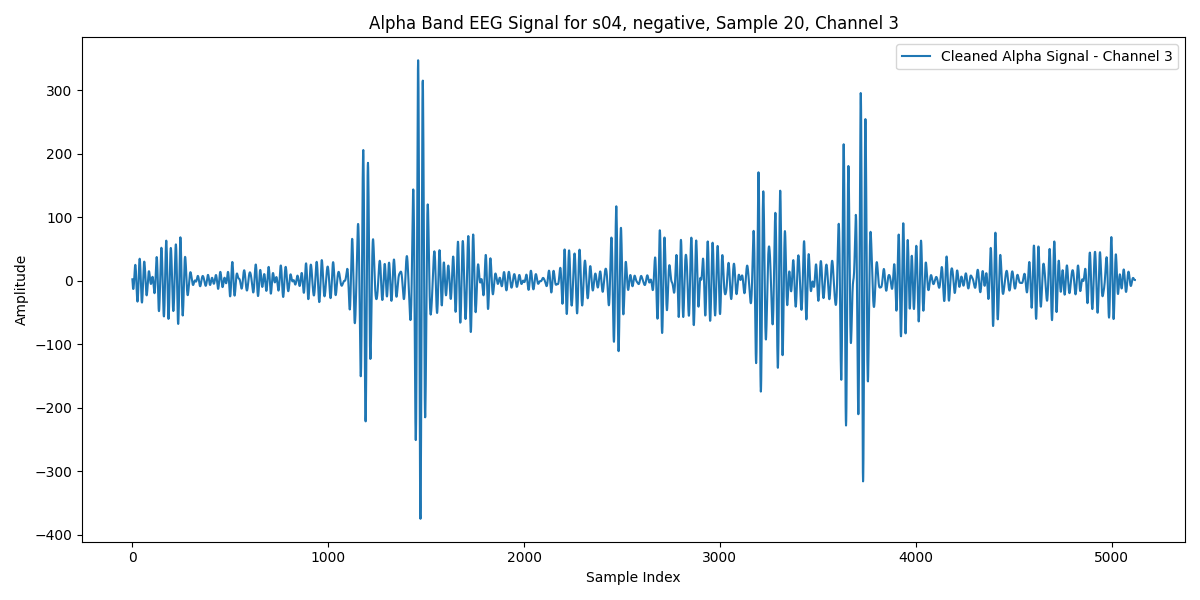 Alpha Band EEG Signal for s04, negative, Sample 20, Channel 3
Cleaned Alpha Signal - Channel 3
300
200
100
0
−100
−200
−300
−400
Amplitude
0 1000 2000 3000 4000 5000
Sample Index